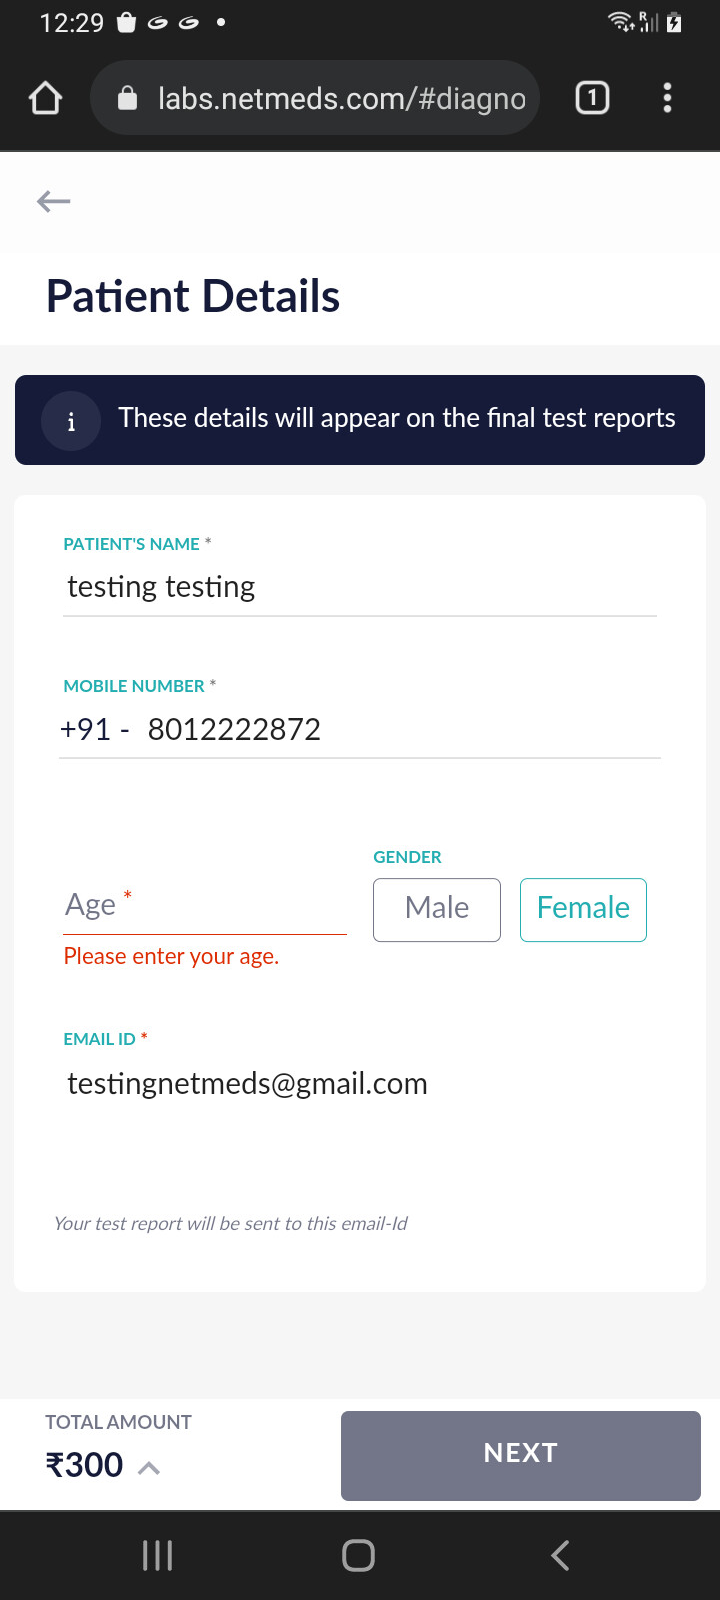 12:29
R
labs.netmeds.com/#diagno
1
Patient Details
i These details will appear on the final test reports
PATIENT'S NAME *
testing testing
MOBILE NUMBER *
+91 - 8012222872
GENDER
Age * Male Female
Please enter your age.
EMAIL ID *
testingnetmeds@gmail.com
Your test report will be sent to this email-Id
TOTAL AMOUNT
₹300
NEXT